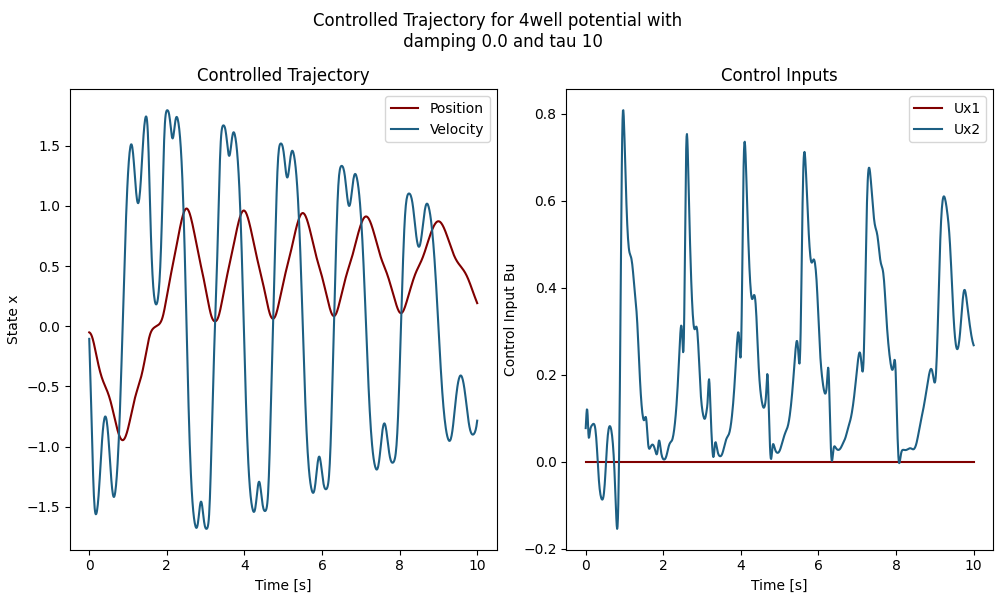 Controlled Trajectory for 4well potential with
damping 0.0 and tau 10
Controlled Trajectory
State x
1.5
1.0
0.5
0.0
−0.5
−1.0
−1.5
Position
Velocity
0
2
4
6
8
10
Time [s]
Control Inputs
Control Input Bu
0.8
0.6
0.4
0.2
0.0
−0.2
Ux1
Ux2
0
2
4
6
8
10
Time [s]